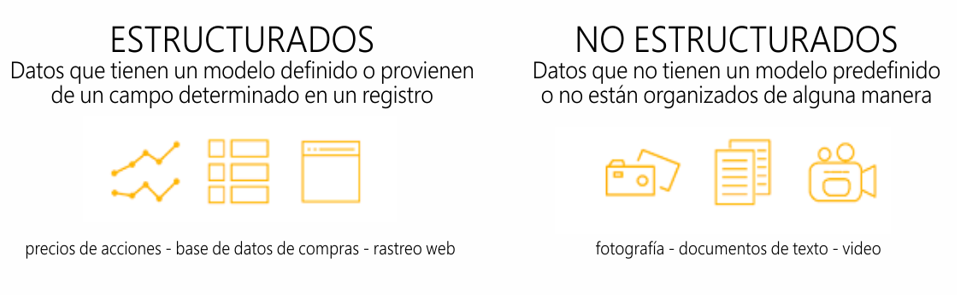 ESTRUCTURADOS
Datos que tienen un modelo definido o provienen
de un campo determinado en un registro
precios de acciones - base de datos de compras - rastreo web
NO ESTRUCTURADOS
Datos que no tienen un modelo predefinido
o no están organizados de alguna manera
fotografía - documentos de texto - video